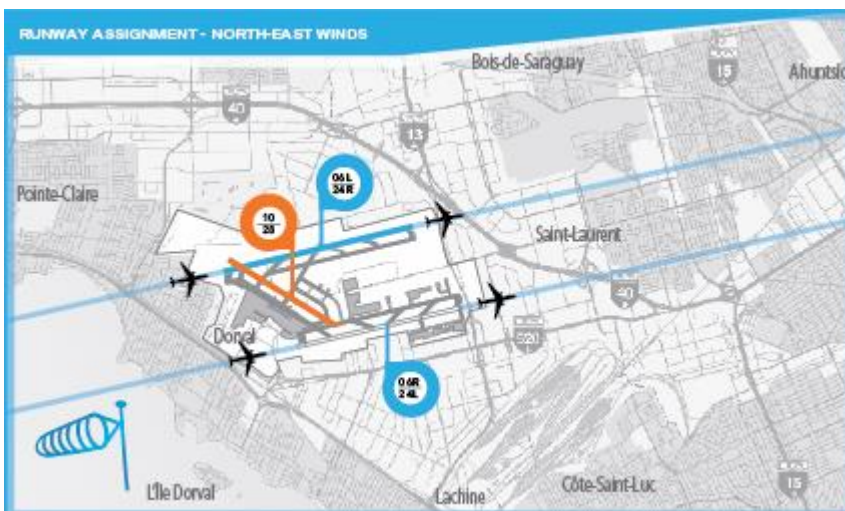 RUNWAY ASSIGNMENT - NORTH-EAST WINDS
Bois-de-Saraguay
15
Ahuntsic
40
13
Pointe-Claire
06L
24R
10
28
Saint-Laurent
40
Dorval
520
06R
24L
L'Île Dorval
Lachine
Côte-Saint-Luc
15